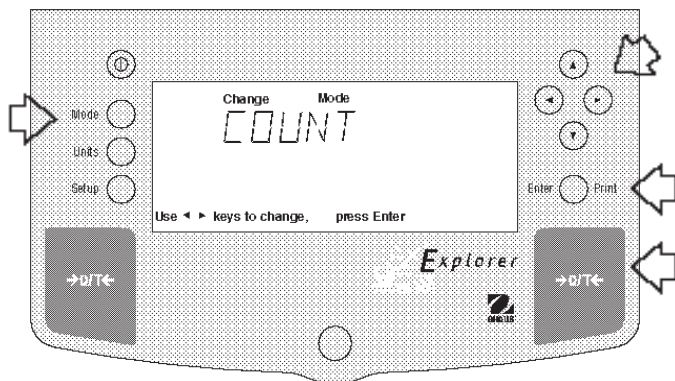 Change Mode
COUNT
Mode
Units
Setup
Use ◄ ► keys to change, press Enter
Enter Print
→0/T←
Explorer
→0/T←
OHAUS